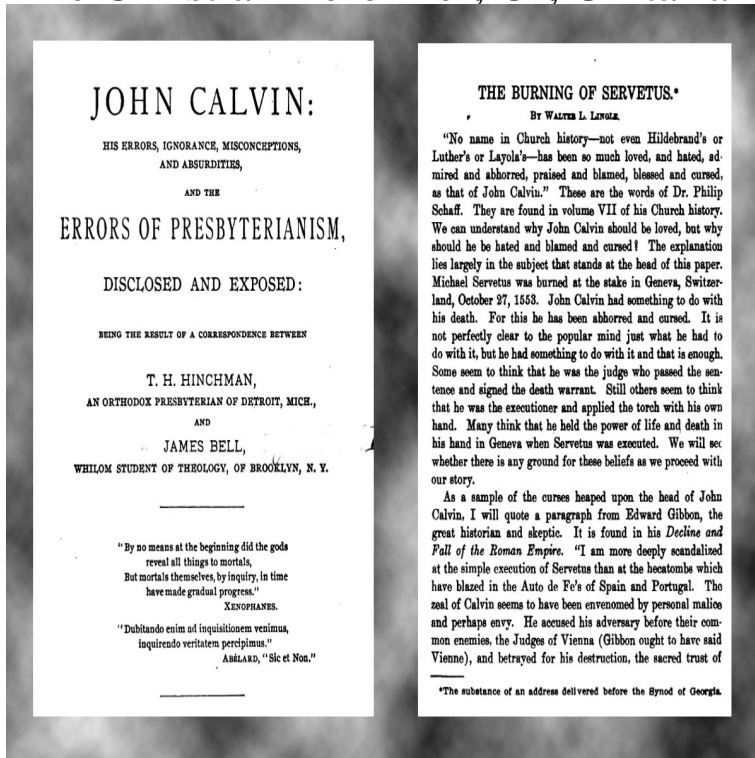 JOHN CALVIN:
HIS ERRORS, IGNORANCE, MISCONCEPTIONS,
AND ABSURDITIES,
AND THE
ERRORS OF PRESBYTERIANISM,
DISCLOSED AND EXPOSED:
BEING THE RESULT OF A CORRESPONDENCE BETWEEN
T. H. HINCHMAN,
AN ORTHODOX PRESBYTERIAN OF DETROIT, MICH.,
AND
JAMES BELL,
WHILOM STUDENT OF THEOLOGY, OF BROOKLYN, N. Y.
"By no means at the beginning did the gods
reveal all things to mortals,
But mortals themselves, by inquiry, in time
have made gradual progress."
XENOPHANES.
"Dubitando enim ad inquisitionem venimus,
inquirendo veritatem percipimus."
ABÉLARD, "Sic et Non."
THE BURNING OF SERVETUS.*
BY WALTER L. LINGLE.
"No name in Church history—not even Hildebrand's or
Luther's or Layola's—has been so much loved, and hated, ad-
mired and abhorred, praised and blamed, blessed and cursed,
as that of John Calvin." These are the words of Dr. Philip
Schaff. They are found in volume VII of his Church history.
We can understand why John Calvin should be loved, but why
should he be hated and blamed and cursed? The explanation
lies largely in the subject that stands at the head of this paper.
Michael Servetus was burned at the stake in Geneva, Switzer-
land, October 27, 1553. John Calvin had something to do with
his death. For this he has been abhorred and cursed. It is
not perfectly clear to the popular mind just what he had to
do with it, but he had something to do with it and that is enough.
Some seem to think that he was the judge who passed the sen-
tence and signed the death warrant. Still others seem to think
that he was the executioner and applied the torch with his own
hand. Many think that he held the power of life and death in
his hand in Geneva when Servetus was executed. We will see
whether there is any ground for these beliefs as we proceed with
our story.
As a sample of the curses heaped upon the head of John
Calvin, I will quote a paragraph from Edward Gibbon, the
great historian and skeptic. It is found in his Decline and
Fall of the Roman Empire. "I am more deeply scandalized
at the simple execution of Servetus than at the hecatombs which
have blazed in the Auto de Fe's of Spain and Portugal. The
zeal of Calvin seems to have been envenomed by personal malice
and perhaps envy. He accused his adversary before their com-
mon enemies, the Judges of Vienna (Gibbon ought to have said
Vienne), and betrayed for his destruction, the sacred trust of
*The substance of an address delivered before the Synod of Georgia.